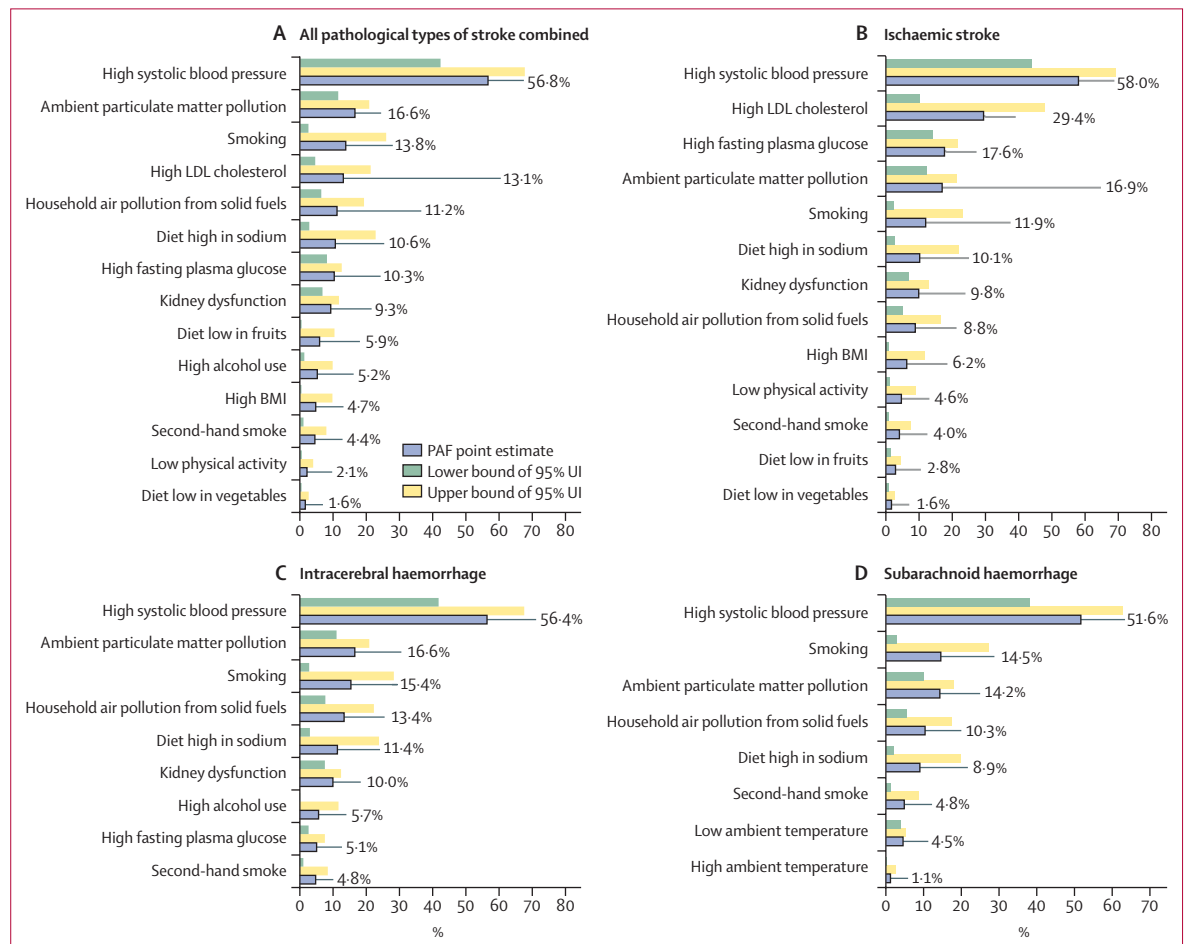 A All pathological types of stroke combined
High systolic blood pressure 56·8%
Ambient particulate matter pollution 16·6%
Smoking 13·8%
High LDL cholesterol 13·1%
Household air pollution from solid fuels 11·2%
Diet high in sodium 10·6%
High fasting plasma glucose 10·3%
Kidney dysfunction 9·3%
Diet low in fruits 5·9%
High alcohol use 5·2%
High BMI 4·7%
Second-hand smoke 4·4%
Low physical activity 2·1%
Diet low in vegetables 1·6%
PAF point estimate
Lower bound of 95% UI
Upper bound of 95% UI
0 10 20 30 40 50 60 70 80
B Ischaemic stroke
High systolic blood pressure 58·0%
High LDL cholesterol 29·4%
High fasting plasma glucose 17·6%
Ambient particulate matter pollution 16·9%
Smoking 11·9%
Diet high in sodium 10·1%
Kidney dysfunction 9·8%
Household air pollution from solid fuels 8·8%
High BMI 6·2%
Low physical activity 4·6%
Second-hand smoke 4·0%
Diet low in fruits 2·8%
Diet low in vegetables 1·6%
0 10 20 30 40 50 60 70 80
C Intracerebral haemorrhage
High systolic blood pressure 56·4%
Ambient particulate matter pollution 16·6%
Smoking 15·4%
Household air pollution from solid fuels 13·4%
Diet high in sodium 11·4%
Kidney dysfunction 10·0%
High alcohol use 5·7%
High fasting plasma glucose 5·1%
Second-hand smoke 4·8%
0 10 20 30 40 50 60 70 80
%
D Subarachnoid haemorrhage
High systolic blood pressure 51·6%
Smoking 14·5%
Ambient particulate matter pollution 14·2%
Household air pollution from solid fuels 10·3%
Diet high in sodium 8·9%
Second-hand smoke 4·8%
Low ambient temperature 4·5%
High ambient temperature 1·1%
0 10 20 30 40 50 60 70
%